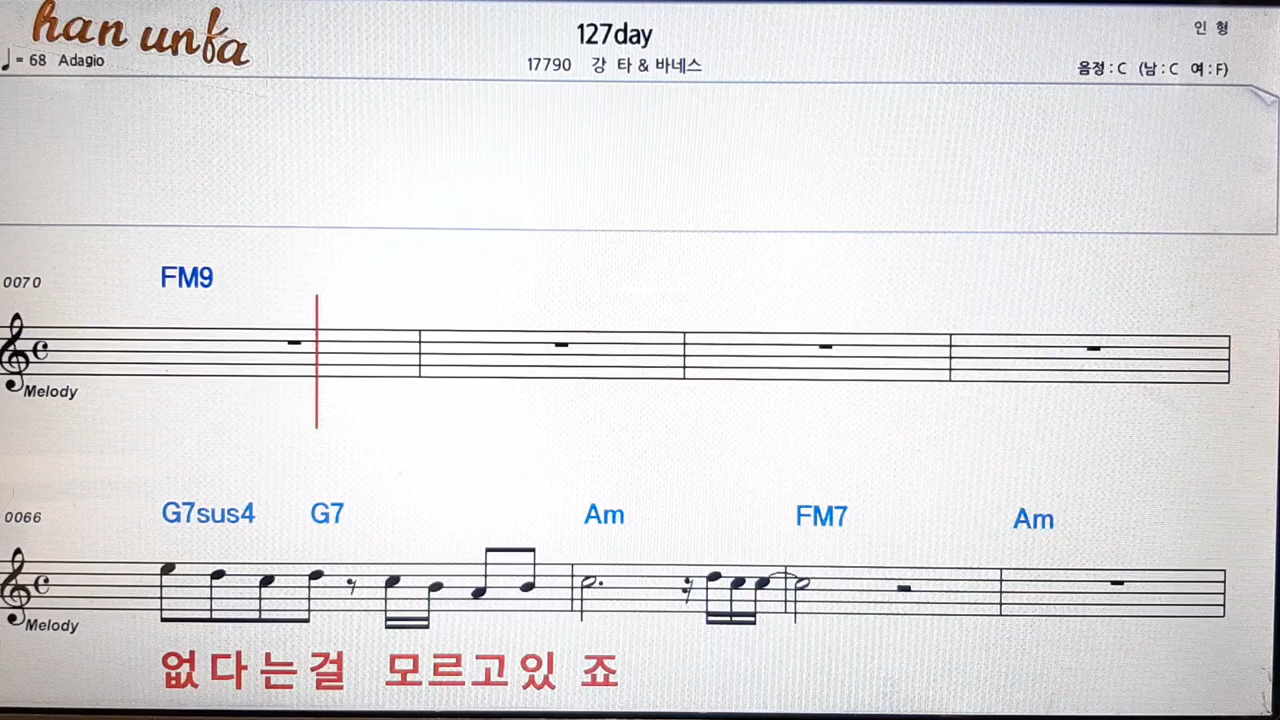 han unfa
127day
인 형
♩= 68 Adagio
17790 강 타 & 바네스
음정 : C (남 : C 여 : F)
0070 FM9
Melody
0066 G7sus4 G7 Am FM7 Am
Melody
없다는걸 모르고있 죠